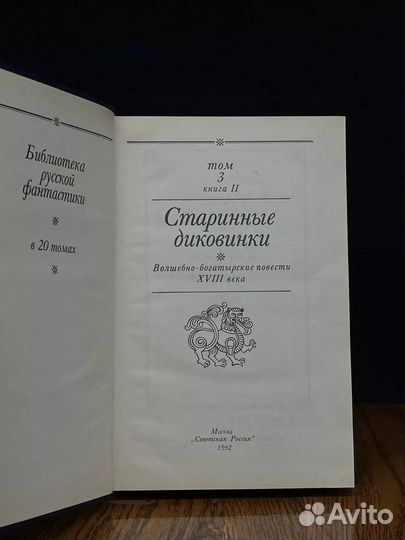 Библиотека
русской
фантастики
в 20 томах
том
3
книга II
Старинные
диковинки
Волшебно-богатырские повести
XVIII века
Москва
„Советская Россия"
1992
Avito